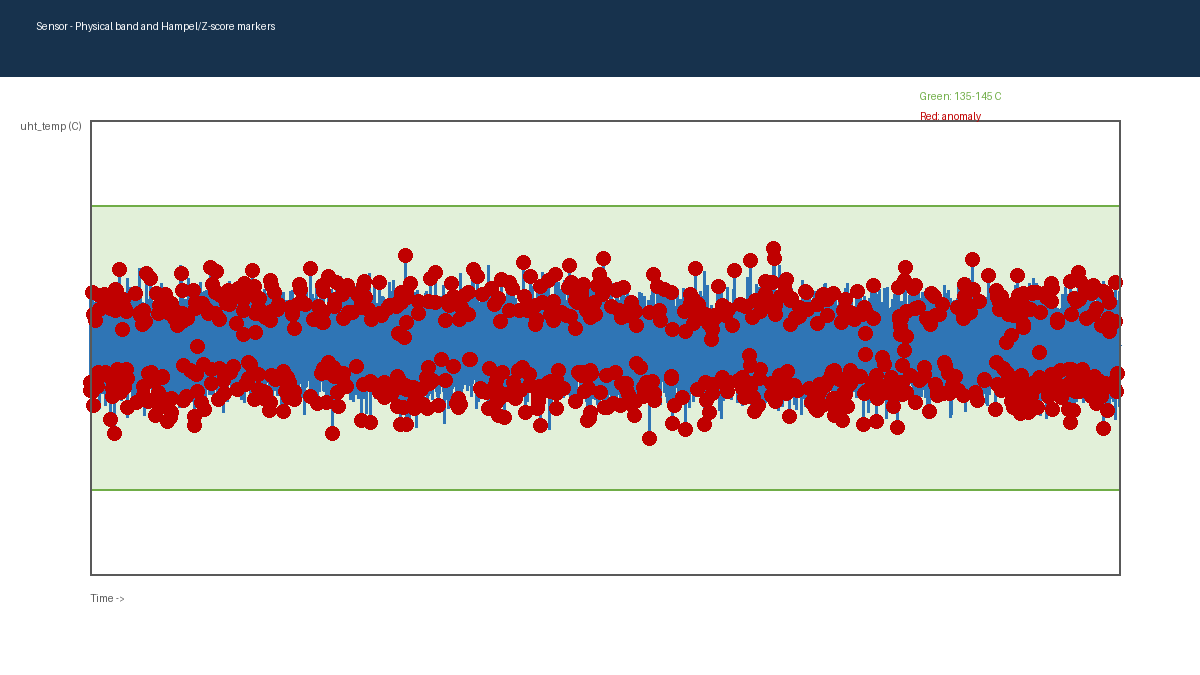 Sensor - Physical band and Hampel/Z-score markers
Green: 135-145 C
Red: anomaly
uht_temp (C)
Time ->